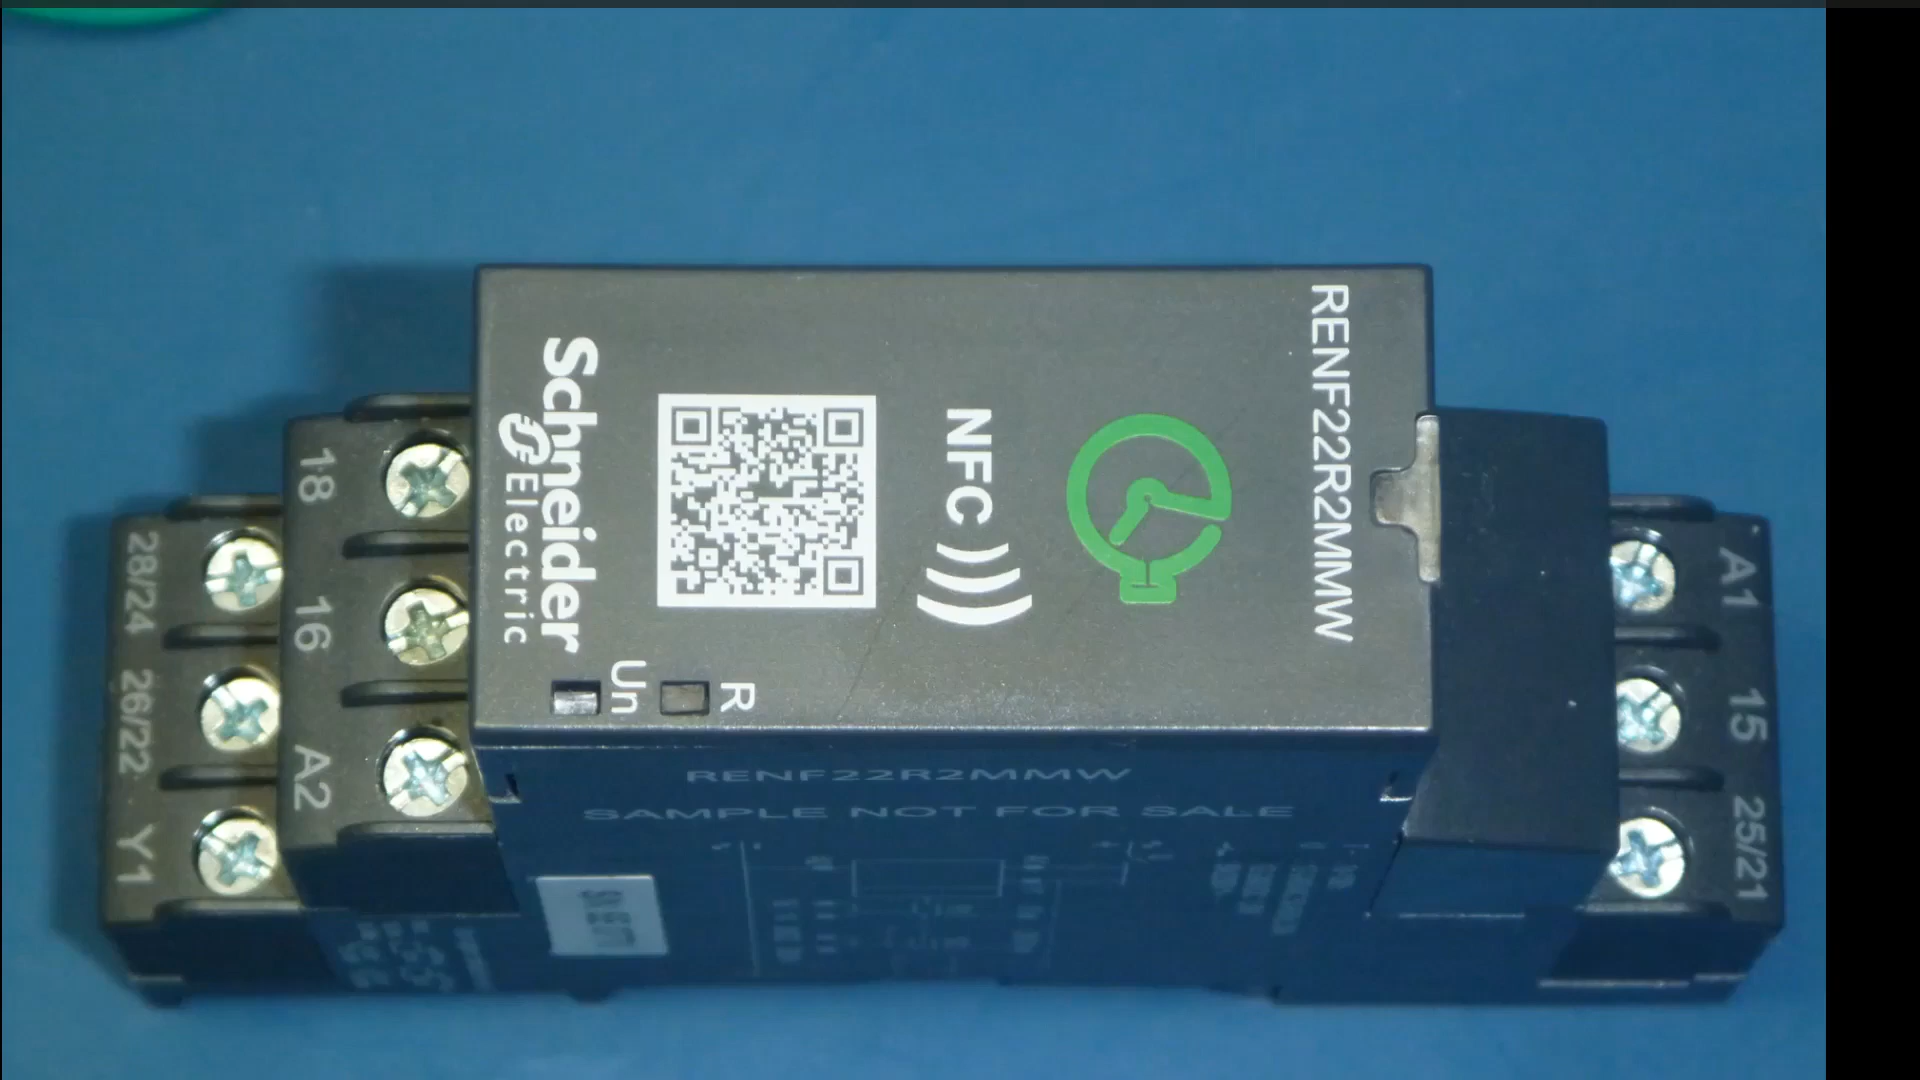 RENF22R2MMW
NFC
Schneider
Electric
Un
R
18
16
A2
28/24
26/22
Y1
A1
15
25/21
RENF22R2MMW
SAMPLE NOT FOR SALE